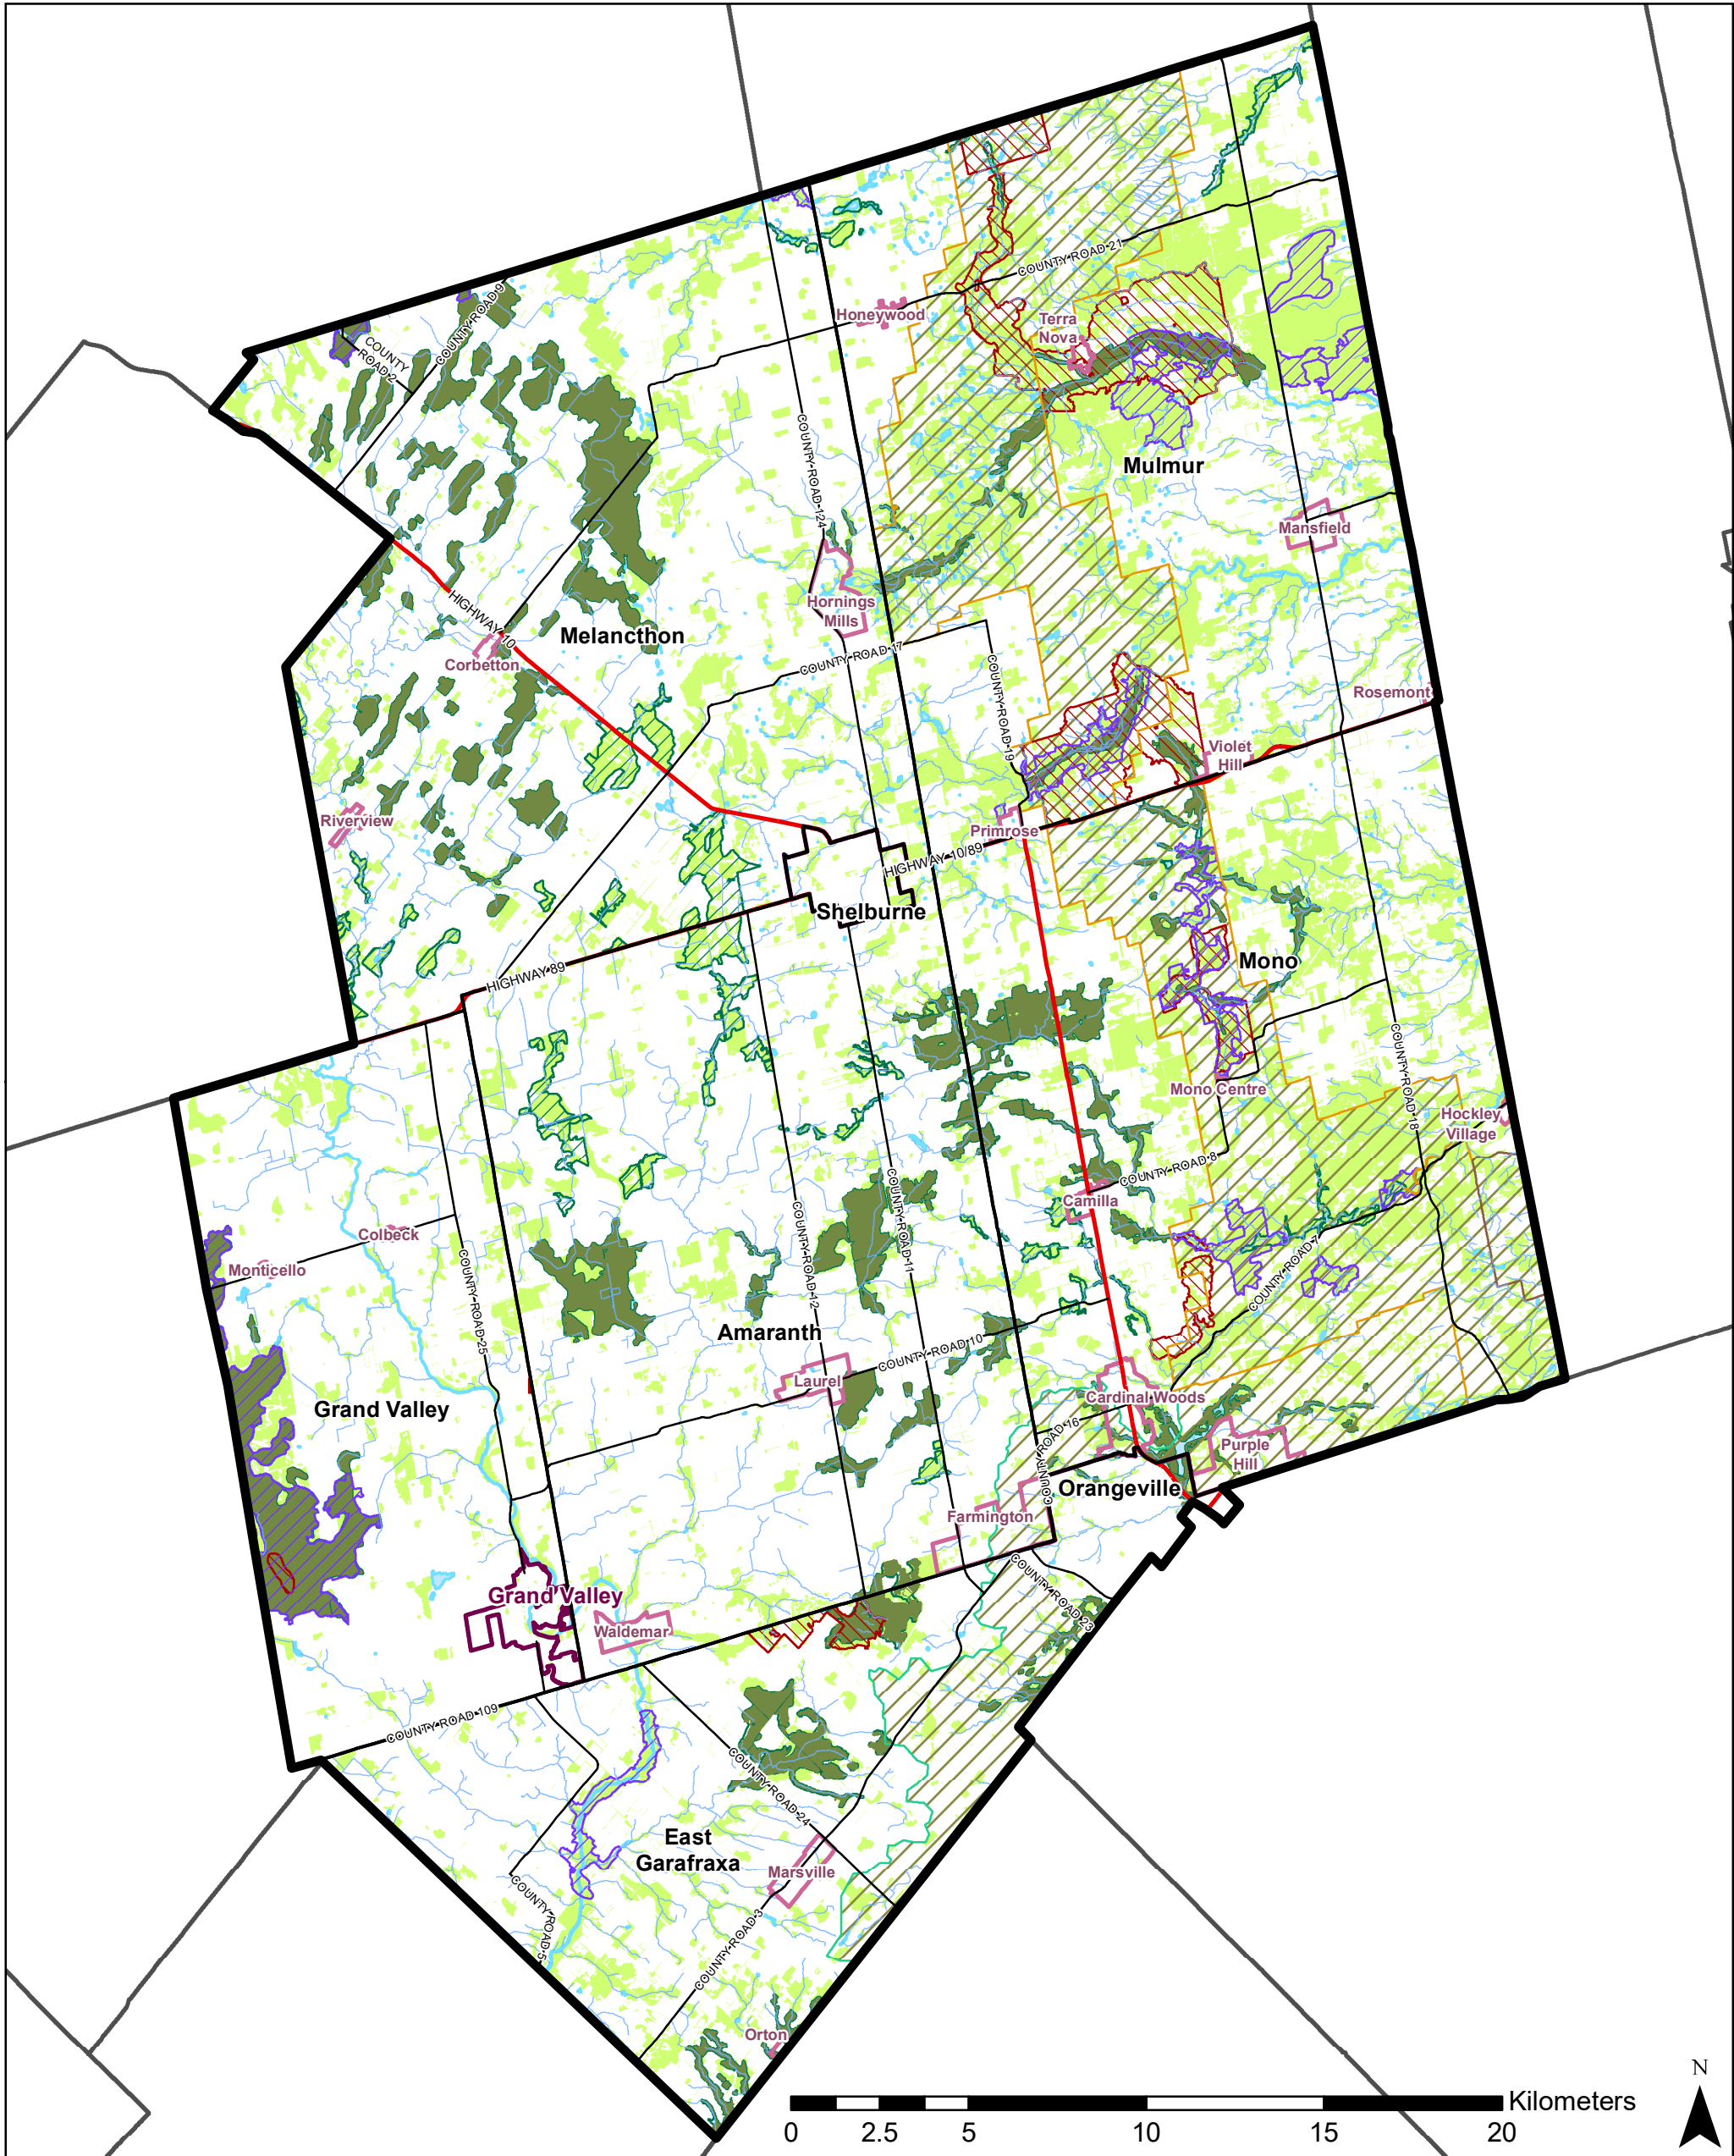 COUNTY ROAD 21
Honeywood
Terra
Nova
COUNTY ROAD 9
COUNTY
ROAD 2
COUNTY ROAD 124
Mulmur
Mansfield
HIGHWAY 10
Hornings
Mills
Melancthon
Corbetton
COUNTY ROAD 17
COUNTY ROAD 19
Rosemont
Violet
Hill
Riverview
Primrose
HIGHWAY 10/89
Shelburne
HIGHWAY 89
Mono
COUNTY ROAD 18
Mono Centre
Hockley
Village
COUNTY ROAD 8
Camilla
COUNTY ROAD 11
COUNTY ROAD 12
Colbeck
Monticello
COUNTY ROAD 25
COUNTY ROAD 7
Amaranth
COUNTY ROAD 10
Laurel
Cardinal Woods
Grand Valley
COUNTY ROAD 16
Purple
Hill
Orangeville
Farmington
COUNTY ROAD 23
Grand Valley
Waldemar
COUNTY ROAD 109
COUNTY ROAD 24
East
Garafraxa
Marsville
COUNTY ROAD 5
COUNTY ROAD 3
Orton
N
Kilometers
0 2.5 5 10 15 20